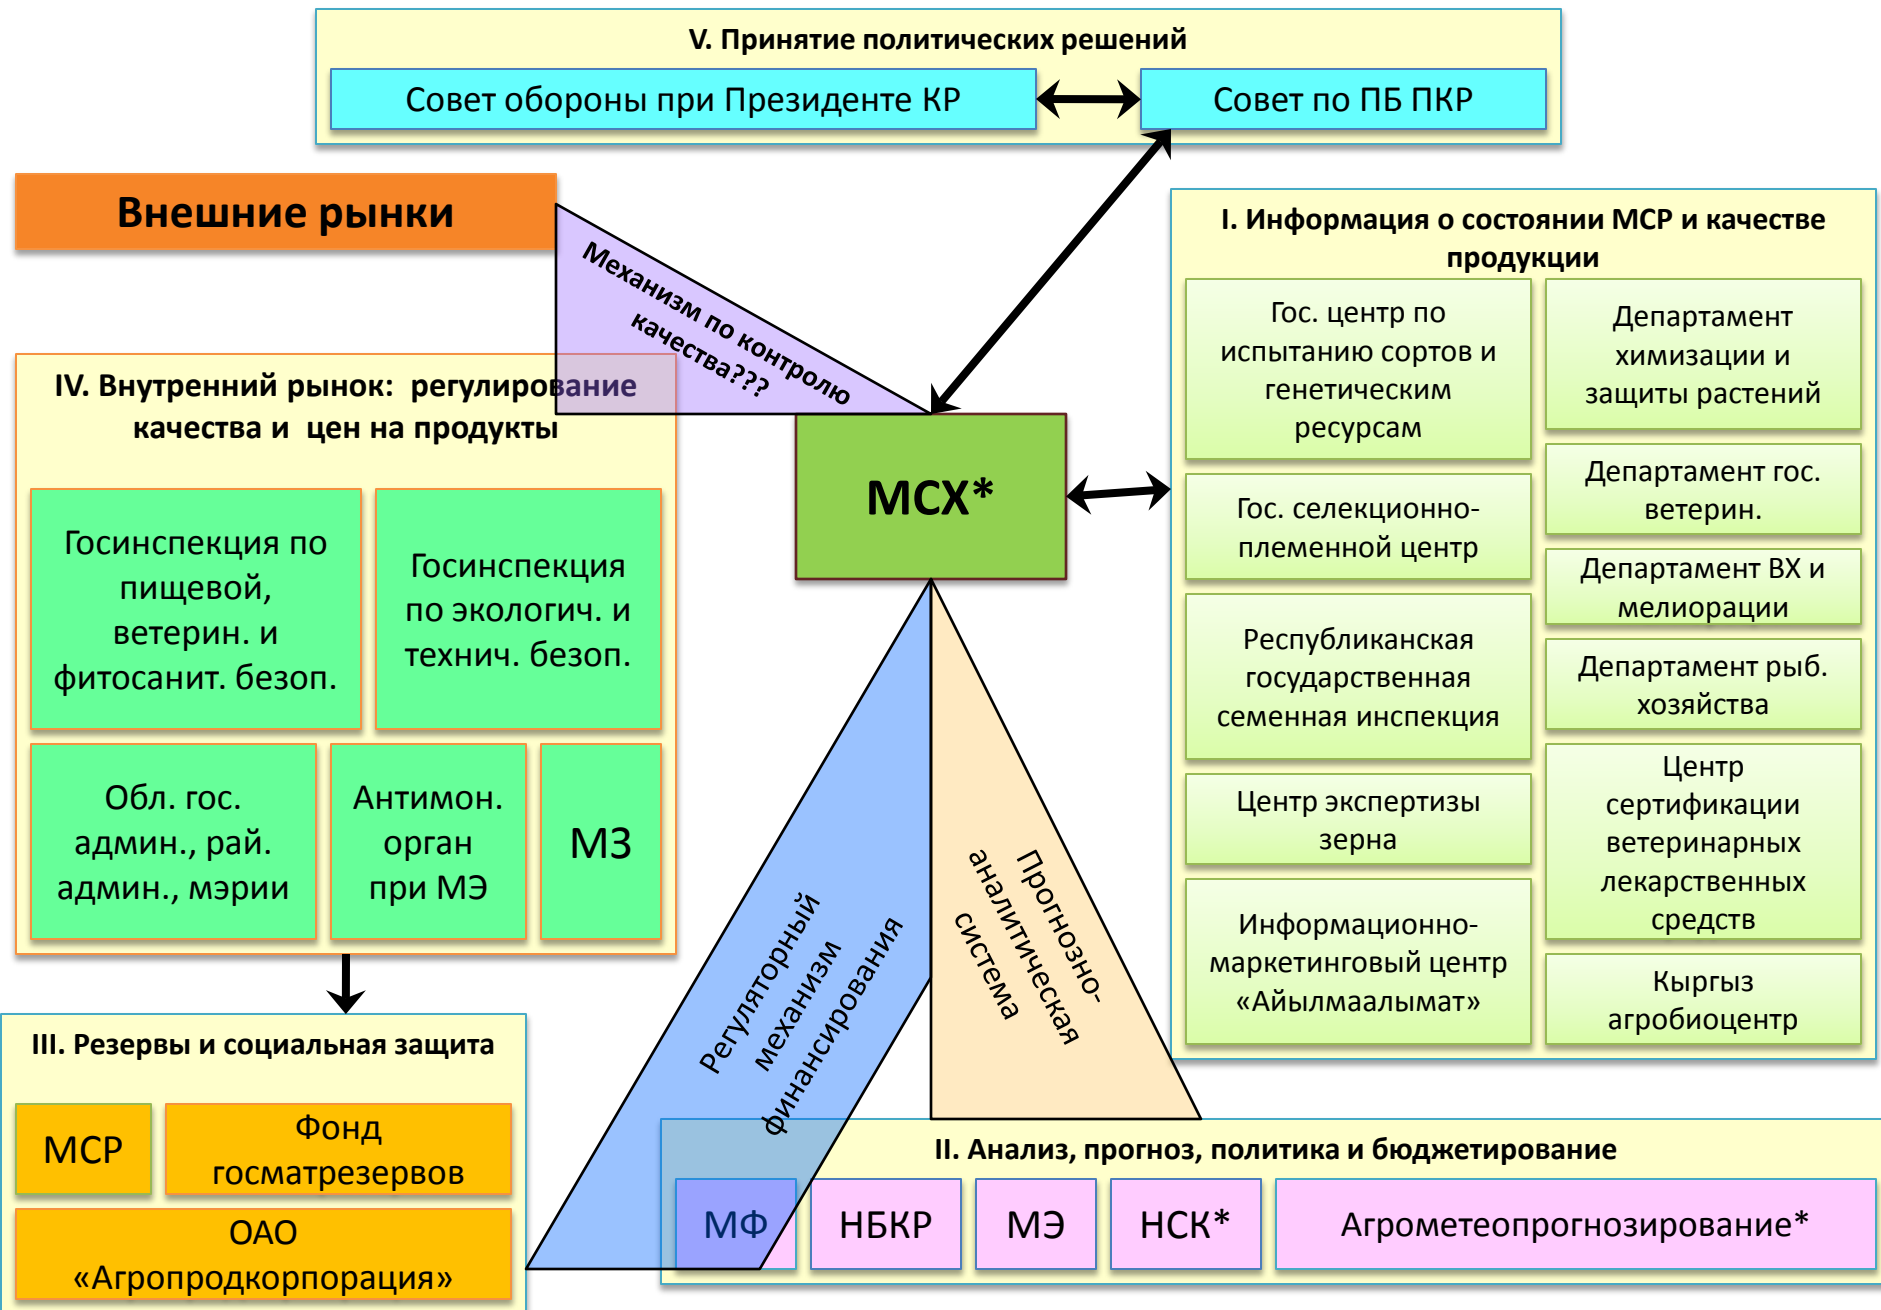 V. Принятие политических решений
Совет обороны при Президенте КР
Совет по ПБ ПКР
Внешние рынки
Механизм по контролю
качества???
I. Информация о состоянии МСР и качестве
продукции
Гос. центр по
испытанию сортов и
генетическим
ресурсам
Гос. селекционно-
племенной центр
Республиканская
государственная
семенная инспекция
Центр экспертизы
зерна
Информационно-
маркетинговый центр
«Айылмаалымат»
Департамент
химизации и
защиты растений
Департамент гос.
ветерин.
Департамент ВХ и
мелиорации
Департамент рыб.
хозяйства
Центр
сертификации
ветеринарных
лекарственных
средств
Кыргыз
агробиоцентр
IV. Внутренний рынок: регулирование
качества и цен на продукты
Госинспекция по
пищевой,
ветерин. и
фитосанит. безоп.
Госинспекция
по экологич. и
технич. безоп.
Обл. гос.
админ., рай.
админ., мэрии
Антимон.
орган
при МЭ
МЗ
МСХ*
Регуляторный
механизм
финансирования
Прогнозно-
аналитическая
система
III. Резервы и социальная защита
МСР
Фонд
госматрезервов
ОАО
«Агропродкорпорация»
II. Анализ, прогноз, политика и бюджетирование
МФ
НБКР
МЭ
НСК*
Агрометеопрогнозирование*